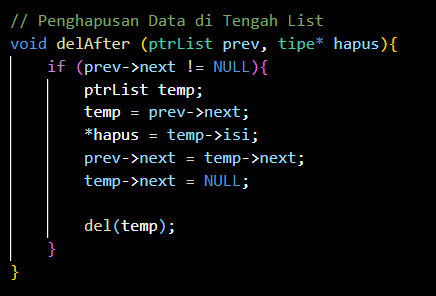 // Penghapusan Data di Tengah List
void delAfter (ptrList prev, tipe* hapus){
    if (prev->next != NULL){
        ptrList temp;
        temp = prev->next;
        *hapus = temp->isi;
        prev->next = temp->next;
        temp->next = NULL;

        del(temp);
    }
}